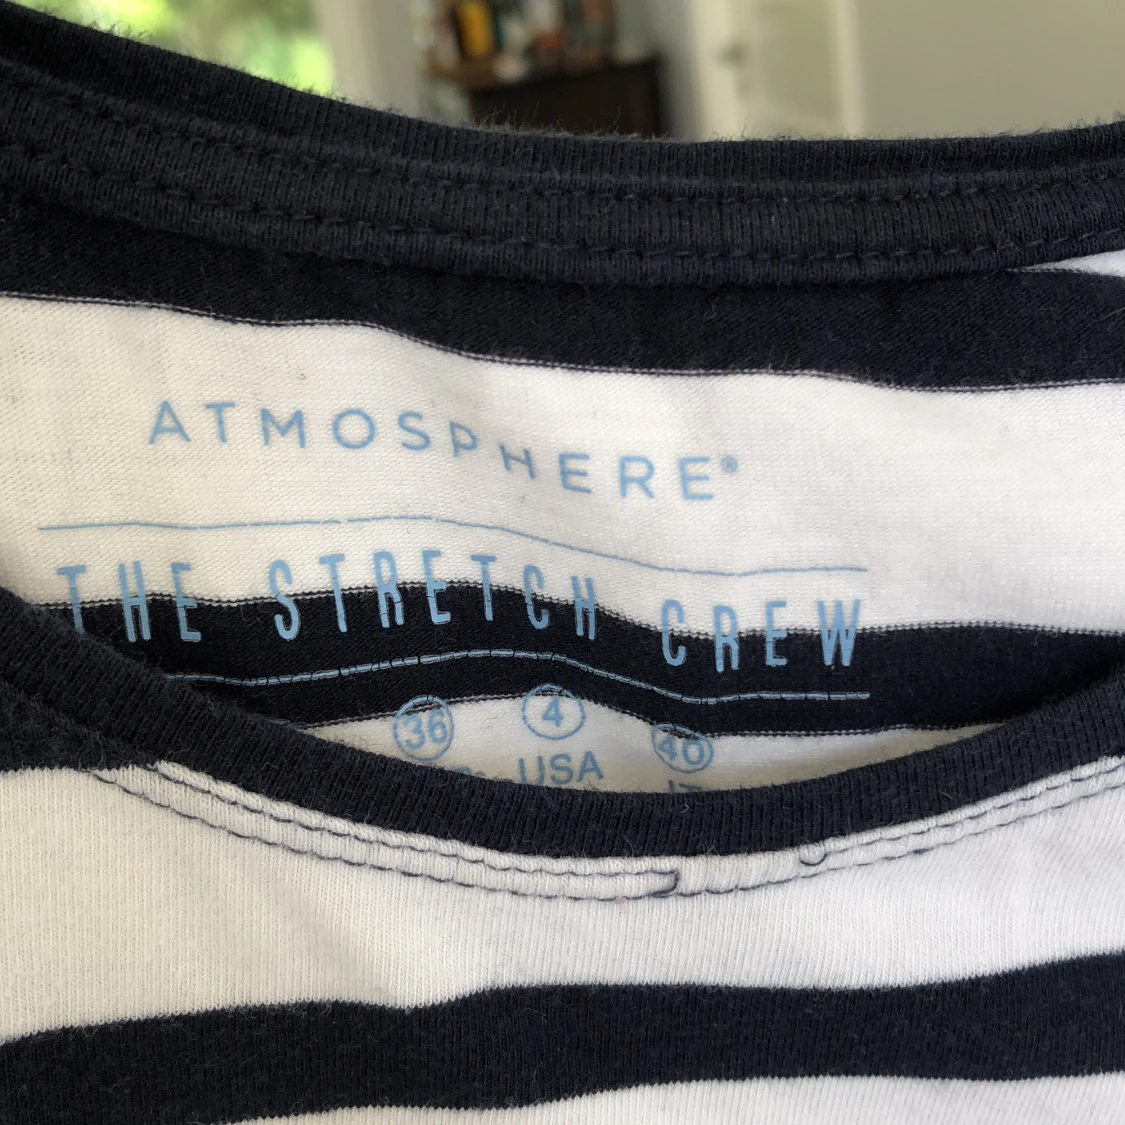 ATMOSPHERE®
THE STRETCH CREW
36 4 40
USA